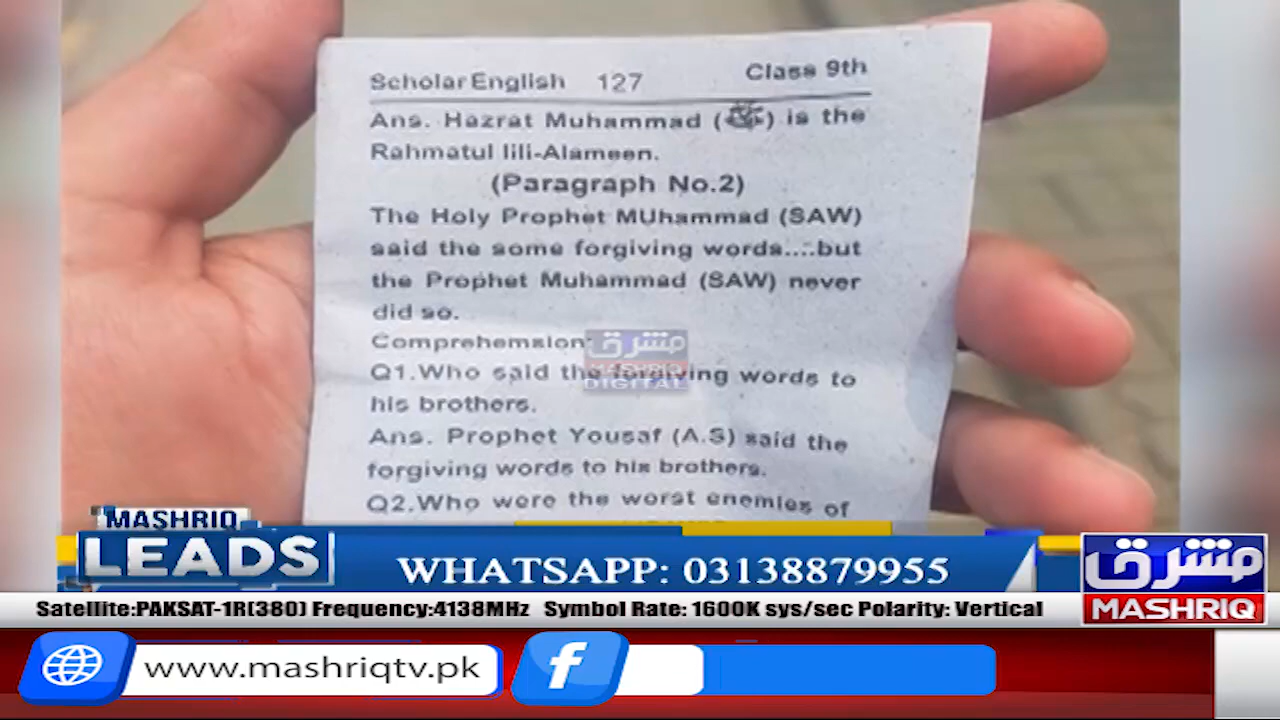 Scholar English 127 Class 9th
Ans. Hazrat Muhammad (ﷺ) is the
Rahmatul lili-Alameen.
(Paragraph No.2)
The Holy Prophet MUhammad (SAW)
said the some forgiving words....but
the Prophet Muhammad (SAW) never
did so.
Comprehemsion
مشرق
MASHRIQ
DIGITAL
Q1.Who said the forgiving words to
his brothers.
Ans. Prophet Yousaf (A.S) said the
forgiving words to his brothers.
Q2.Who were the worst enemies of
MASHRIQ
LEADS
WHATSAPP: 03138879955
مشرق
MASHRIQ
Satellite:PAKSAT-1R(380) Frequency:4138MHz Symbol Rate: 1600K sys/sec Polarity: Vertical
www.mashriqtv.pk
f